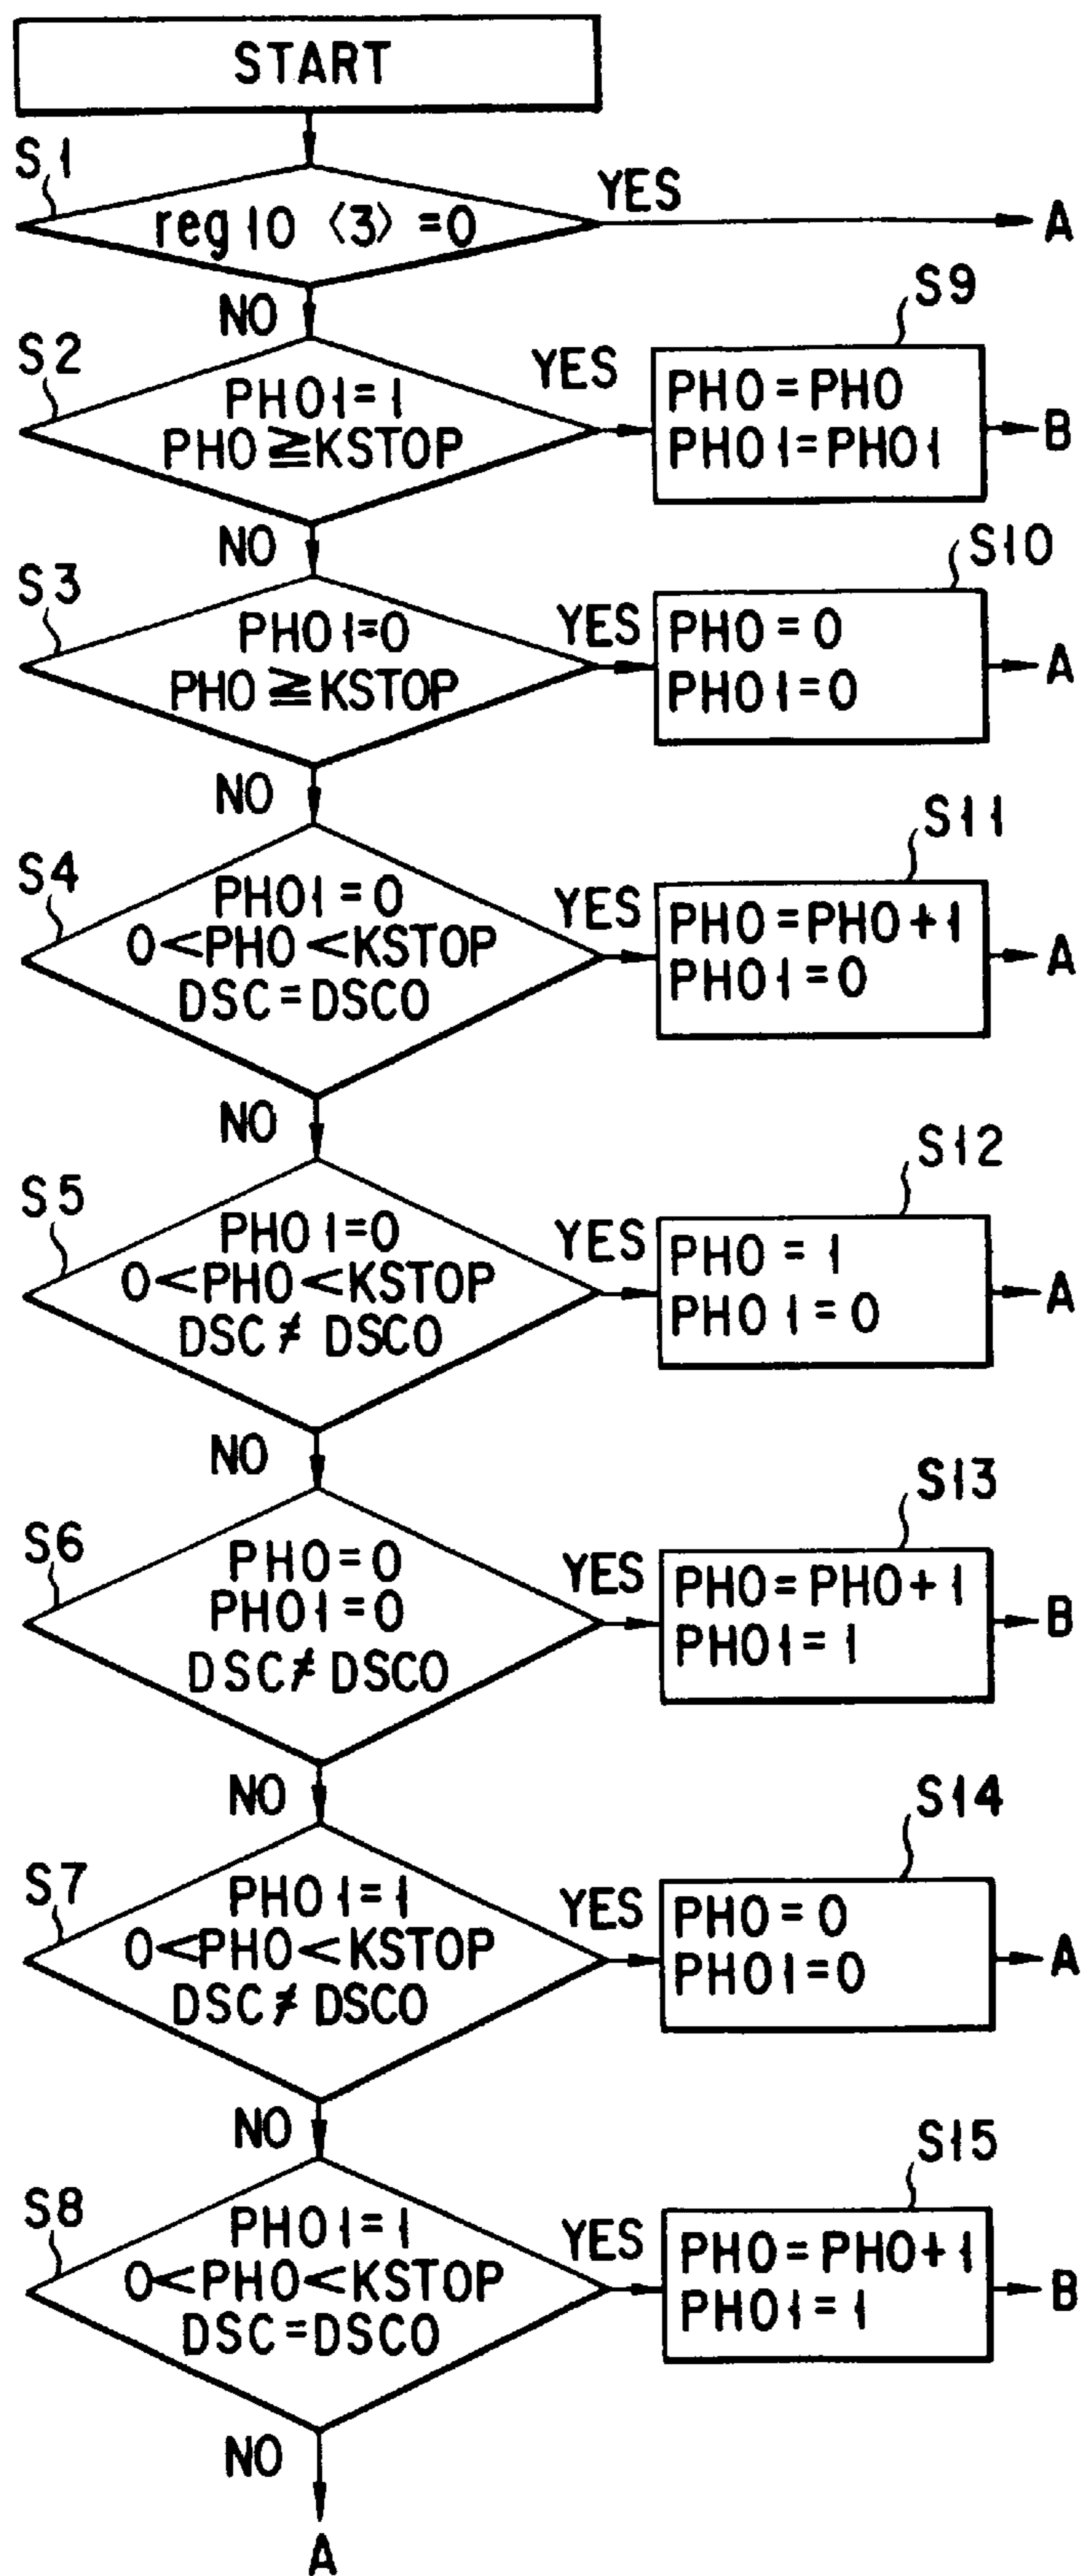 START
S1
reg10 〈3〉=0
YES
A
NO
S2
PH01=1
PH0≧KSTOP
YES
S9
PH0=PH0
PH01=PH01
B
NO
S3
PH01=0
PH0≧KSTOP
YES
S10
PH0=0
PH01=0
A
NO
S4
PH01=0
0<PH0<KSTOP
DSC=DSC0
YES
S11
PH0=PH0+1
PH01=0
A
NO
S5
PH01=0
0<PH0<KSTOP
DSC≠DSC0
YES
S12
PH0=1
PH01=0
A
NO
S6
PH0=0
PH01=0
DSC≠DSC0
YES
S13
PH0=PH0+1
PH01=1
B
NO
S7
PH01=1
0<PH0<KSTOP
DSC≠DSC0
YES
S14
PH0=0
PH01=0
A
NO
S8
PH01=1
0<PH0<KSTOP
DSC=DSC0
YES
S15
PH0=PH0+1
PH01=1
B
NO
A